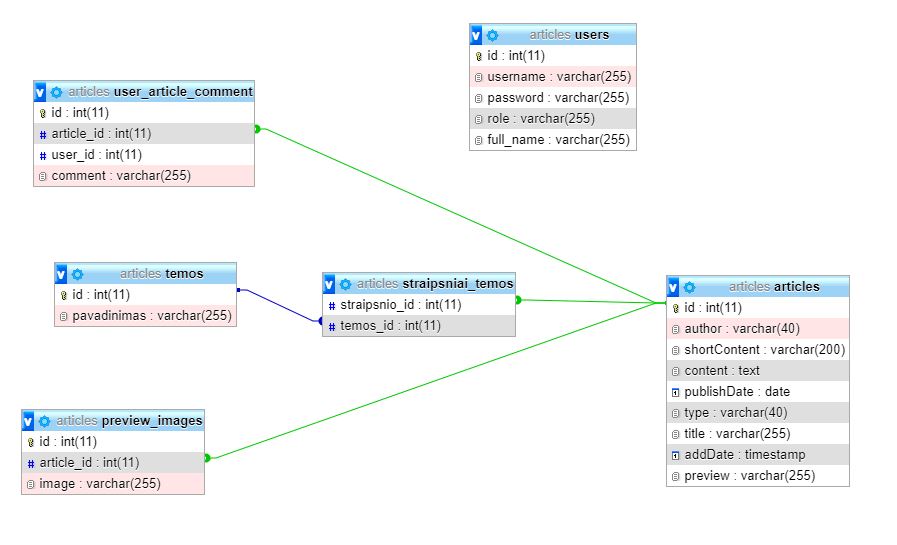 articles users
id : int(11)
username : varchar(255)
password : varchar(255)
role : varchar(255)
full_name : varchar(255)
articles user_article_comment
id : int(11)
article_id : int(11)
user_id : int(11)
comment : varchar(255)
articles temos
id : int(11)
pavadinimas : varchar(255)
articles straipsniai_temos
straipsnio_id : int(11)
temos_id : int(11)
articles articles
id : int(11)
author : varchar(40)
shortContent : varchar(200)
content : text
publishDate : date
type : varchar(40)
title : varchar(255)
addDate : timestamp
preview : varchar(255)
articles preview_images
id : int(11)
article_id : int(11)
image : varchar(255)